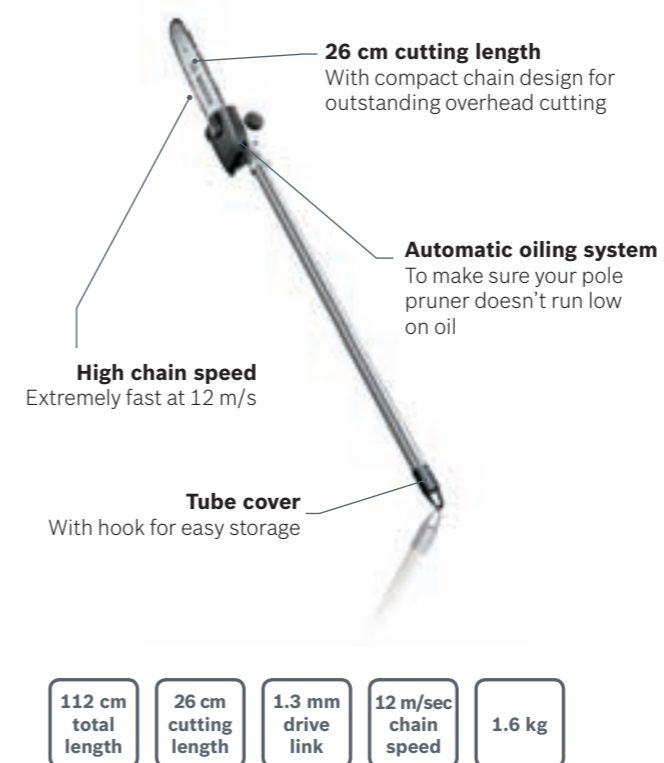 26 cm cutting length
With compact chain design for
outstanding overhead cutting
Automatic oiling system
To make sure your pole
pruner doesn't run low
on oil
High chain speed
Extremely fast at 12 m/s
Tube cover
With hook for easy storage
112 cm
total
length
26 cm
cutting
length
1.3 mm
drive
link
12 m/sec
chain
speed
1.6 kg